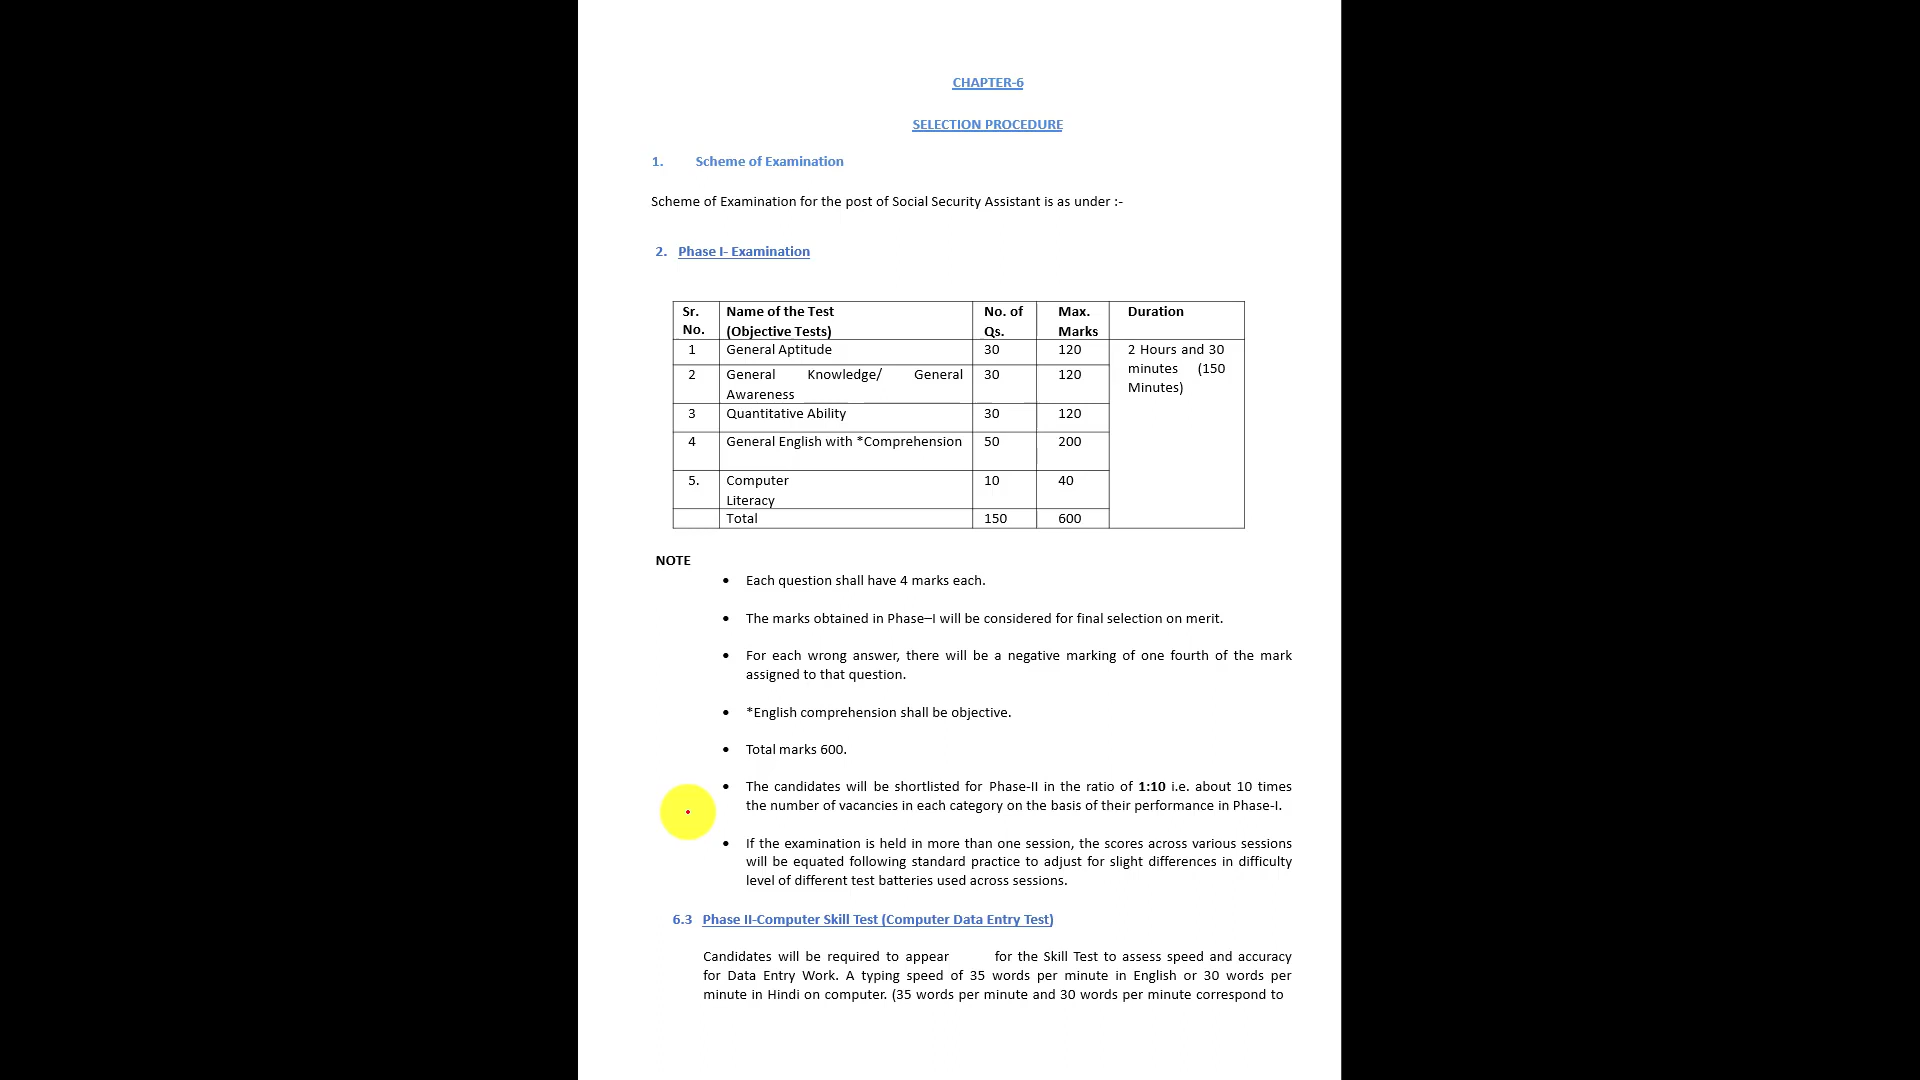 CHAPTER-6
SELECTION PROCEDURE
1. Scheme of Examination
Scheme of Examination for the post of Social Security Assistant is as under :-
2. Phase I- Examination
Sr. No. Name of the Test (Objective Tests) No. of Qs. Max. Marks Duration
1 General Aptitude 30 120 2 Hours and 30 minutes (150 Minutes)
2 General Knowledge/ General Awareness 30 120
3 Quantitative Ability 30 120
4 General English with *Comprehension 50 200
5. Computer Literacy 10 40
Total 150 600
NOTE
• Each question shall have 4 marks each.
• The marks obtained in Phase–I will be considered for final selection on merit.
• For each wrong answer, there will be a negative marking of one fourth of the mark
assigned to that question.
• *English comprehension shall be objective.
• Total marks 600.
• The candidates will be shortlisted for Phase-II in the ratio of 1:10 i.e. about 10 times
the number of vacancies in each category on the basis of their performance in Phase-I.
• If the examination is held in more than one session, the scores across various sessions
will be equated following standard practice to adjust for slight differences in difficulty
level of different test batteries used across sessions.
6.3 Phase II-Computer Skill Test (Computer Data Entry Test)
Candidates will be required to appear for the Skill Test to assess speed and accuracy
for Data Entry Work. A typing speed of 35 words per minute in English or 30 words per
minute in Hindi on computer. (35 words per minute and 30 words per minute correspond to